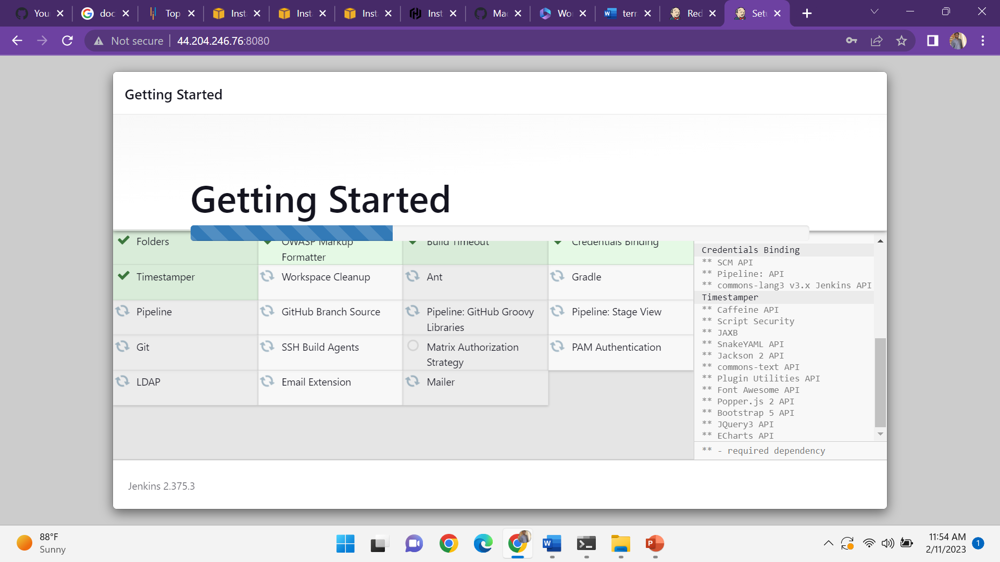 You
doc
Top
Inst
Inst
Inst
Inst
Mac
Wor
terr
Red
Setu
Not secure
44.204.246.76:8080
Getting Started
Getting Started
Folders
OWASP Markup
Formatter
Build Timeout
Credentials Binding
Timestamper
Workspace Cleanup
Ant
Gradle
Pipeline
GitHub Branch Source
Pipeline: GitHub Groovy
Libraries
Pipeline: Stage View
Git
SSH Build Agents
Matrix Authorization
Strategy
PAM Authentication
LDAP
Email Extension
Mailer
Credentials Binding
** SCM API
** Pipeline: API
** commons-lang3 v3.x Jenkins API
Timestamper
** Caffeine API
** Script Security
** JAXB
** SnakeYAML API
** Jackson 2 API
** commons-text API
** Plugin Utilities API
** Font Awesome API
** Popper.js 2 API
** Bootstrap 5 API
** JQuery3 API
** ECharts API
** - required dependency
Jenkins 2.375.3
88°F
Sunny
11:54 AM
2/11/2023
1